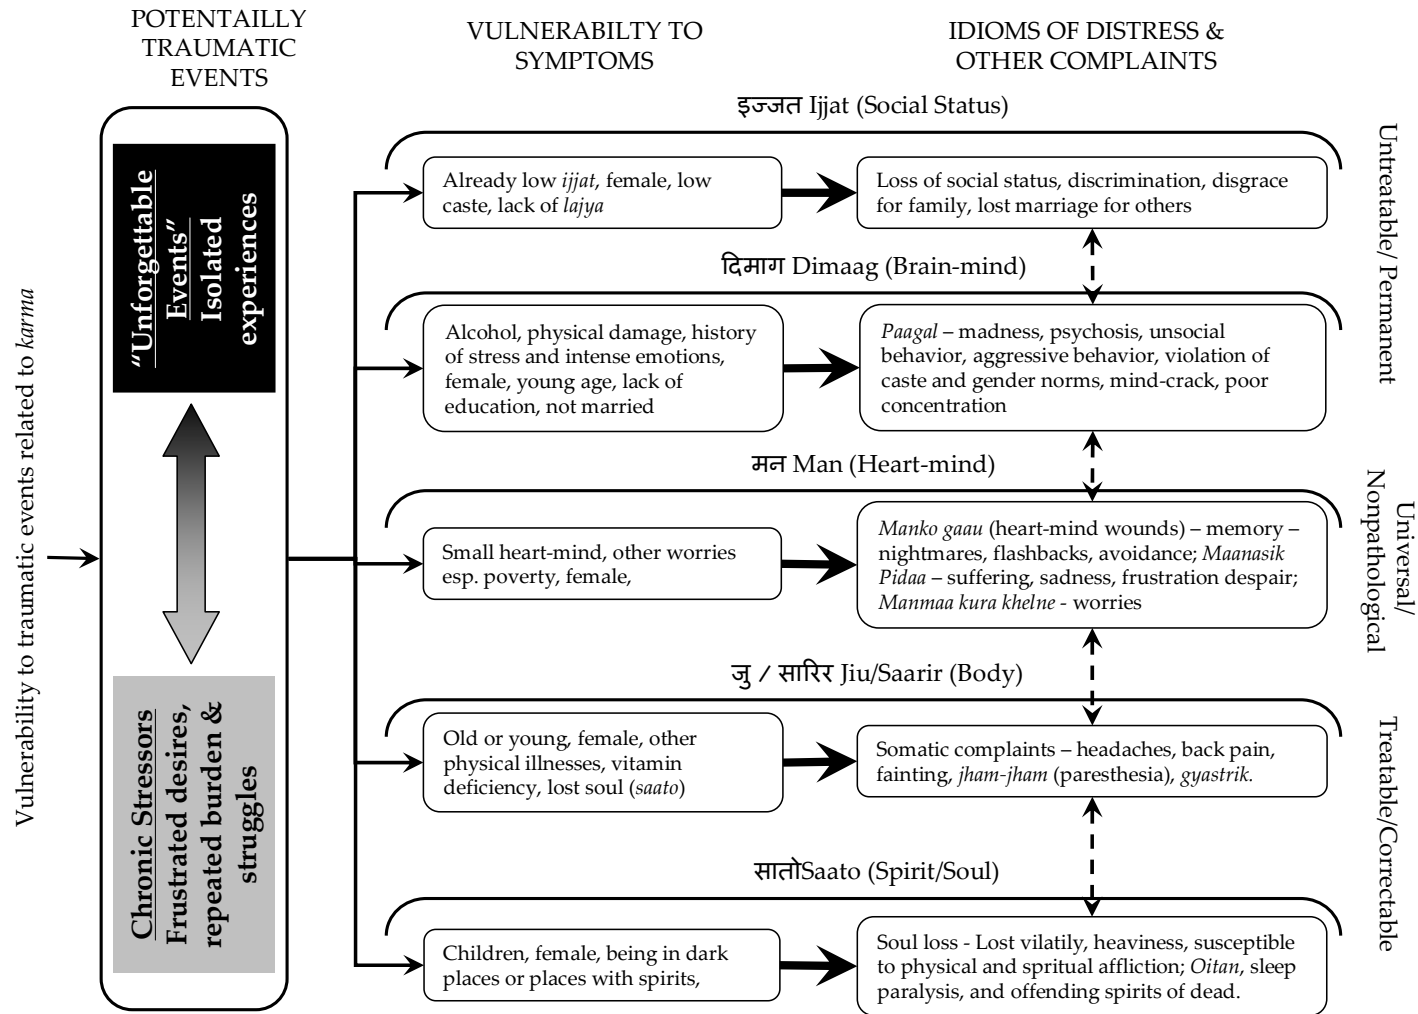 POTENTAILLY
TRAUMATIC
EVENTS
VULNERABILTY TO
SYMPTOMS
IDIOMS OF DISTRESS &
OTHER COMPLAINTS
Vulnerability to traumatic events related to karma
"Unforgettable
Events"
Isolated
experiences
Chronic Stressors
Frustrated desires,
repeated burden &
struggles
इज्जत Ijjat (Social Status)
Already low ijjat, female, low
caste, lack of lajya
Loss of social status, discrimination, disgrace
for family, lost marriage for others
दिमाग Dimaag (Brain-mind)
Alcohol, physical damage, history
of stress and intense emotions,
female, young age, lack of
education, not married
Paagal – madness, psychosis, unsocial
behavior, aggressive behavior, violation of
caste and gender norms, mind-crack, poor
concentration
मन Man (Heart-mind)
Small heart-mind, other worries
esp. poverty, female,
Manko gaau (heart-mind wounds) – memory –
nightmares, flashbacks, avoidance; Maanasik
Pidaa – suffering, sadness, frustration despair;
Manmaa kura khelne - worries
जु / सारिर Jiu/Saarir (Body)
Old or young, female, other
physical illnesses, vitamin
deficiency, lost soul (saato)
Somatic complaints – headaches, back pain,
fainting, jham-jham (paresthesia), gyastrik.
सातोSaato (Spirit/Soul)
Children, female, being in dark
places or places with spirits,
Soul loss - Lost vilatily, heaviness, susceptible
to physical and spritual affliction; Oitan, sleep
paralysis, and offending spirits of dead.
Untreatable/ Permanent
Universal/
Nonpathological
Treatable/Correctable